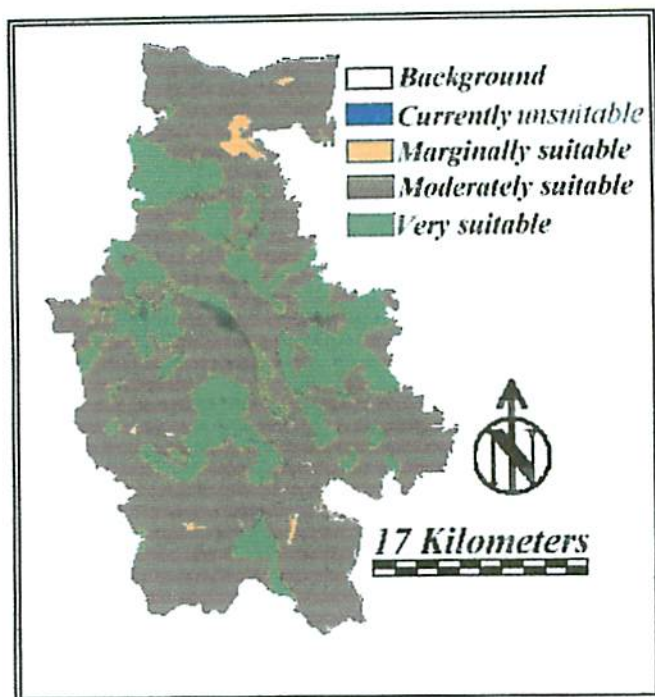 Background
Currently unsuitable
Marginally suitable
Moderately suitable
Very suitable
N
17 Kilometers